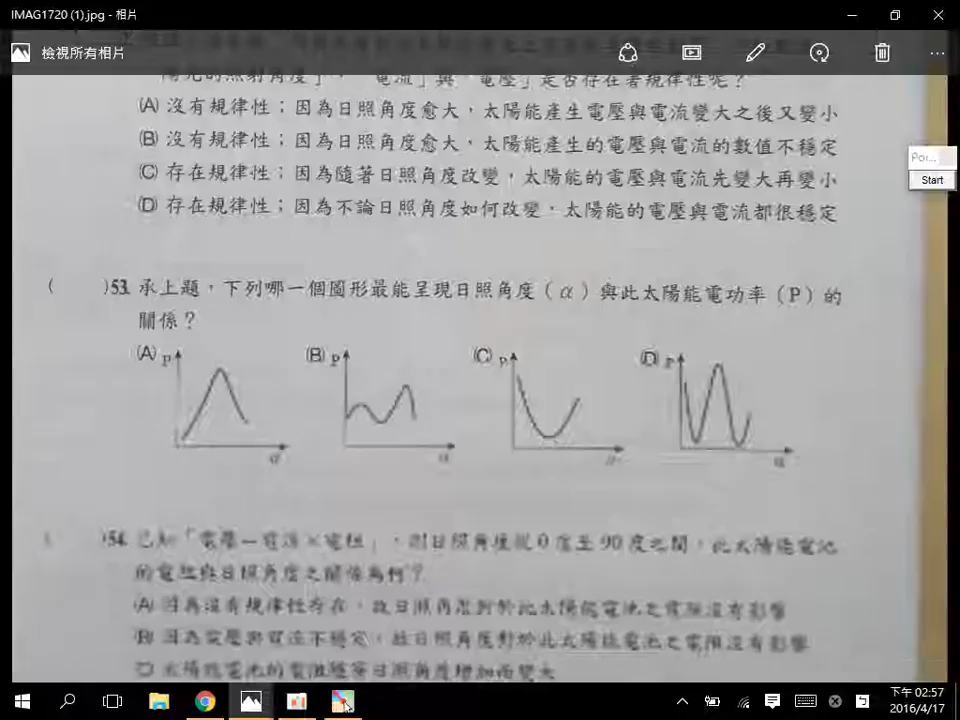 IMAG1720 (1).jpg - 相片
檢視所有相片
陽光的照射角度」，「電流」與「電壓」是否存在著規律性呢？
(A) 沒有規律性；因為日照角度愈大，太陽能產生電壓與電流變大之後又變小
(B) 沒有規律性；因為日照角度愈大，太陽能產生的電壓與電流的數值不穩定
(C) 存在規律性；因為隨著日照角度改變，太陽能的電壓與電流先變大再變小
(D) 存在規律性；因為不論日照角度如何改變，太陽能的電壓與電流都很穩定
Por...
Start
( )53. 承上題，下列哪一個圖形最能呈現日照角度（α）與此太陽能電功率（P）的
關係？
(A) P (B) P (C) P (D) P
α α α α
)54. 已知「電壓＝電流×電阻」，則日照角度從0度至90度之間，此太陽能電池
的電阻與日照角度之關係為何？
(A) 因為沒有規律性存在，故日照角度對於此太陽能電池之電阻沒有影響
(B) 因為電壓與電流不穩定，故日照角度對於此太陽能電池之電阻沒有影響
(C) 太陽能電池的電阻隨著日照角度增加而變大
下午 02:57
2016/4/17